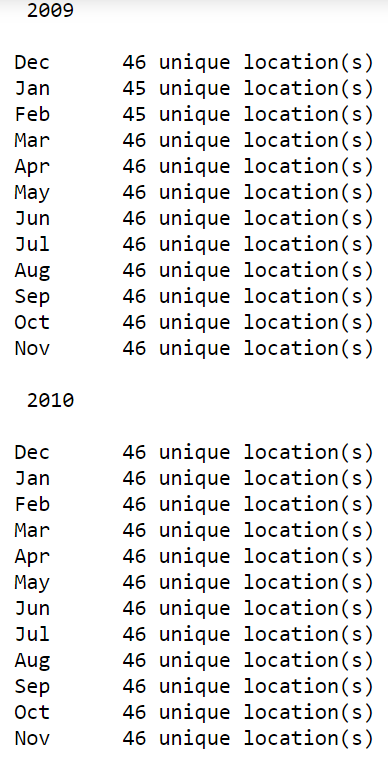 2009
Dec 46 unique location(s)
Jan 45 unique location(s)
Feb 45 unique location(s)
Mar 46 unique location(s)
Apr 46 unique location(s)
May 46 unique location(s)
Jun 46 unique location(s)
Jul 46 unique location(s)
Aug 46 unique location(s)
Sep 46 unique location(s)
Oct 46 unique location(s)
Nov 46 unique location(s)
2010
Dec 46 unique location(s)
Jan 46 unique location(s)
Feb 46 unique location(s)
Mar 46 unique location(s)
Apr 46 unique location(s)
May 46 unique location(s)
Jun 46 unique location(s)
Jul 46 unique location(s)
Aug 46 unique location(s)
Sep 46 unique location(s)
Oct 46 unique location(s)
Nov 46 unique location(s)